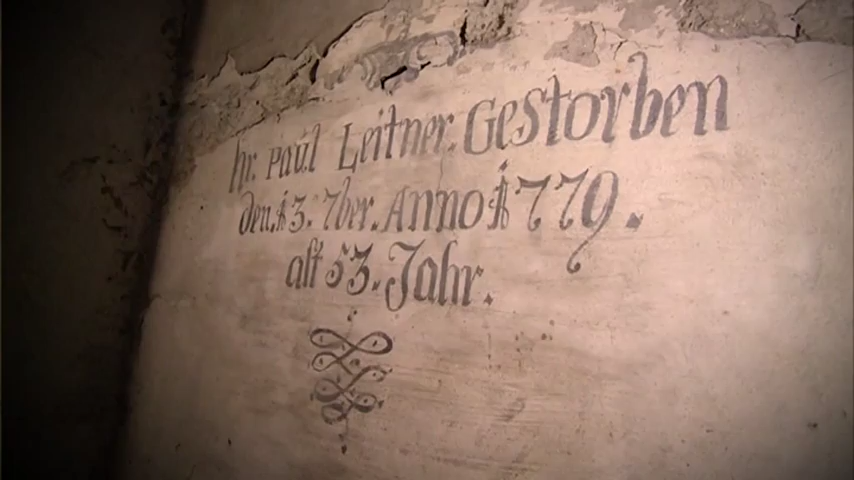 hr. Paul Leitner. Gestorben
den. 13. 7ber. Anno 1779.
alt 53. Jahr.